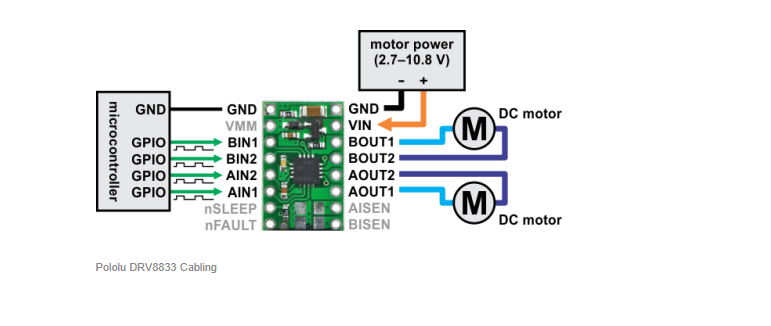 motor power
(2.7–10.8 V)
- +
microcontroller
GND
GPIO
GPIO
GPIO
GPIO
GND
VMM
BIN1
BIN2
AIN2
AIN1
nSLEEP
nFAULT
GND
VIN
BOUT1
BOUT2
AOUT2
AOUT1
AISEN
BISEN
M
DC motor
M
DC motor
Pololu DRV8833 Cabling